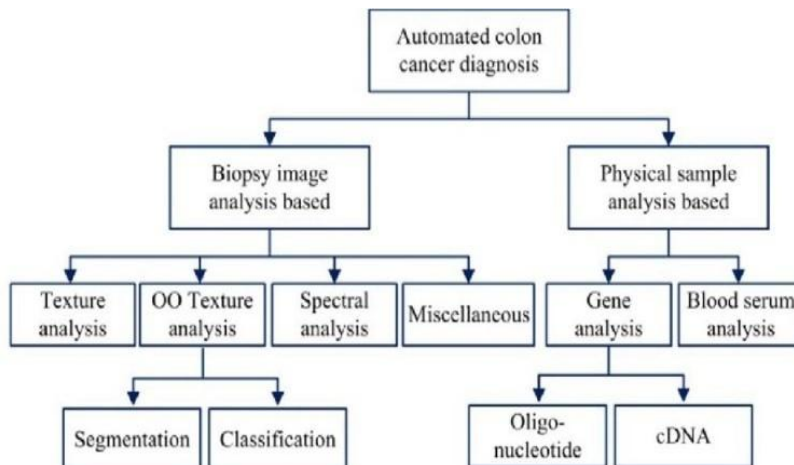 Automated colon
cancer diagnosis
Biopsy image
analysis based
Physical sample
analysis based
Texture
analysis
OO Texture
analysis
Spectral
analysis
Miscellaneous
Gene
analysis
Blood serum
analysis
Segmentation
Classification
Oligo-
nucleotide
cDNA